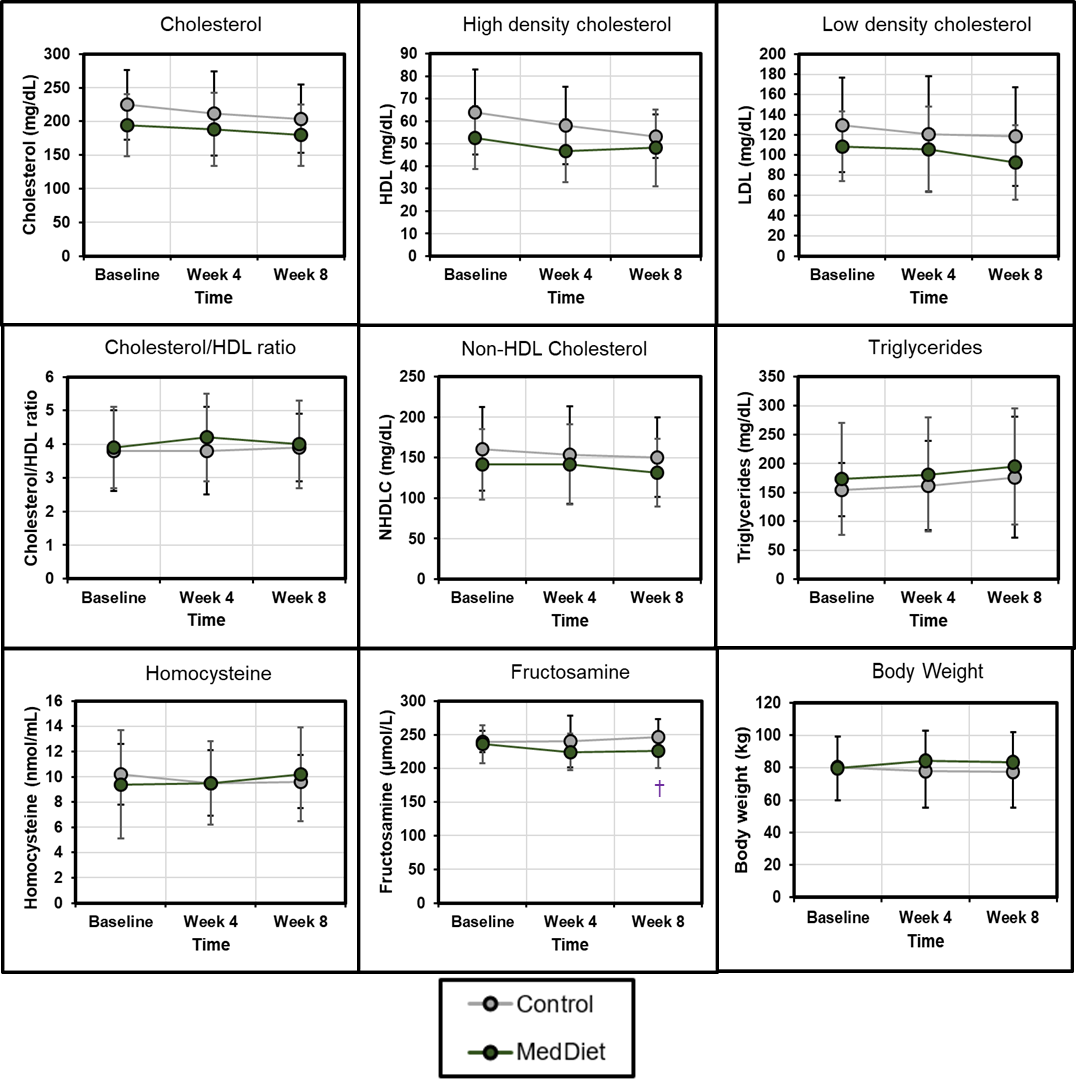 Cholesterol
Cholesterol (mg/dL)
300
250
200
150
100
50
0
Baseline Week 4 Week 8
Time
High density cholesterol
HDL (mg/dL)
90
80
70
60
50
40
30
20
10
0
Baseline Week 4 Week 8
Time
Low density cholesterol
LDL (mg/dL)
200
180
160
140
120
100
80
60
40
20
0
Baseline Week 4 Week 8
Time
Cholesterol/HDL ratio
Cholesterol/HDL ratio
6
5
4
3
2
1
0
Baseline Week 4 Week 8
Time
Non-HDL Cholesterol
NHDLC (mg/dL)
250
200
150
100
50
0
Baseline Week 4 Week 8
Time
Triglycerides
Triglycerides (mg/dL)
350
300
250
200
150
100
50
0
Baseline Week 4 Week 8
Time
Homocysteine
Homocysteine (nmol/mL)
16
14
12
10
8
6
4
2
0
Baseline Week 4 Week 8
Time
Fructosamine
Fructosamine (µmol/L)
300
250
200
150
100
50
0
†
Baseline Week 4 Week 8
Time
Body Weight
Body weight (kg)
120
100
80
60
40
20
0
Baseline Week 4 Week 8
Time
Control
MedDiet